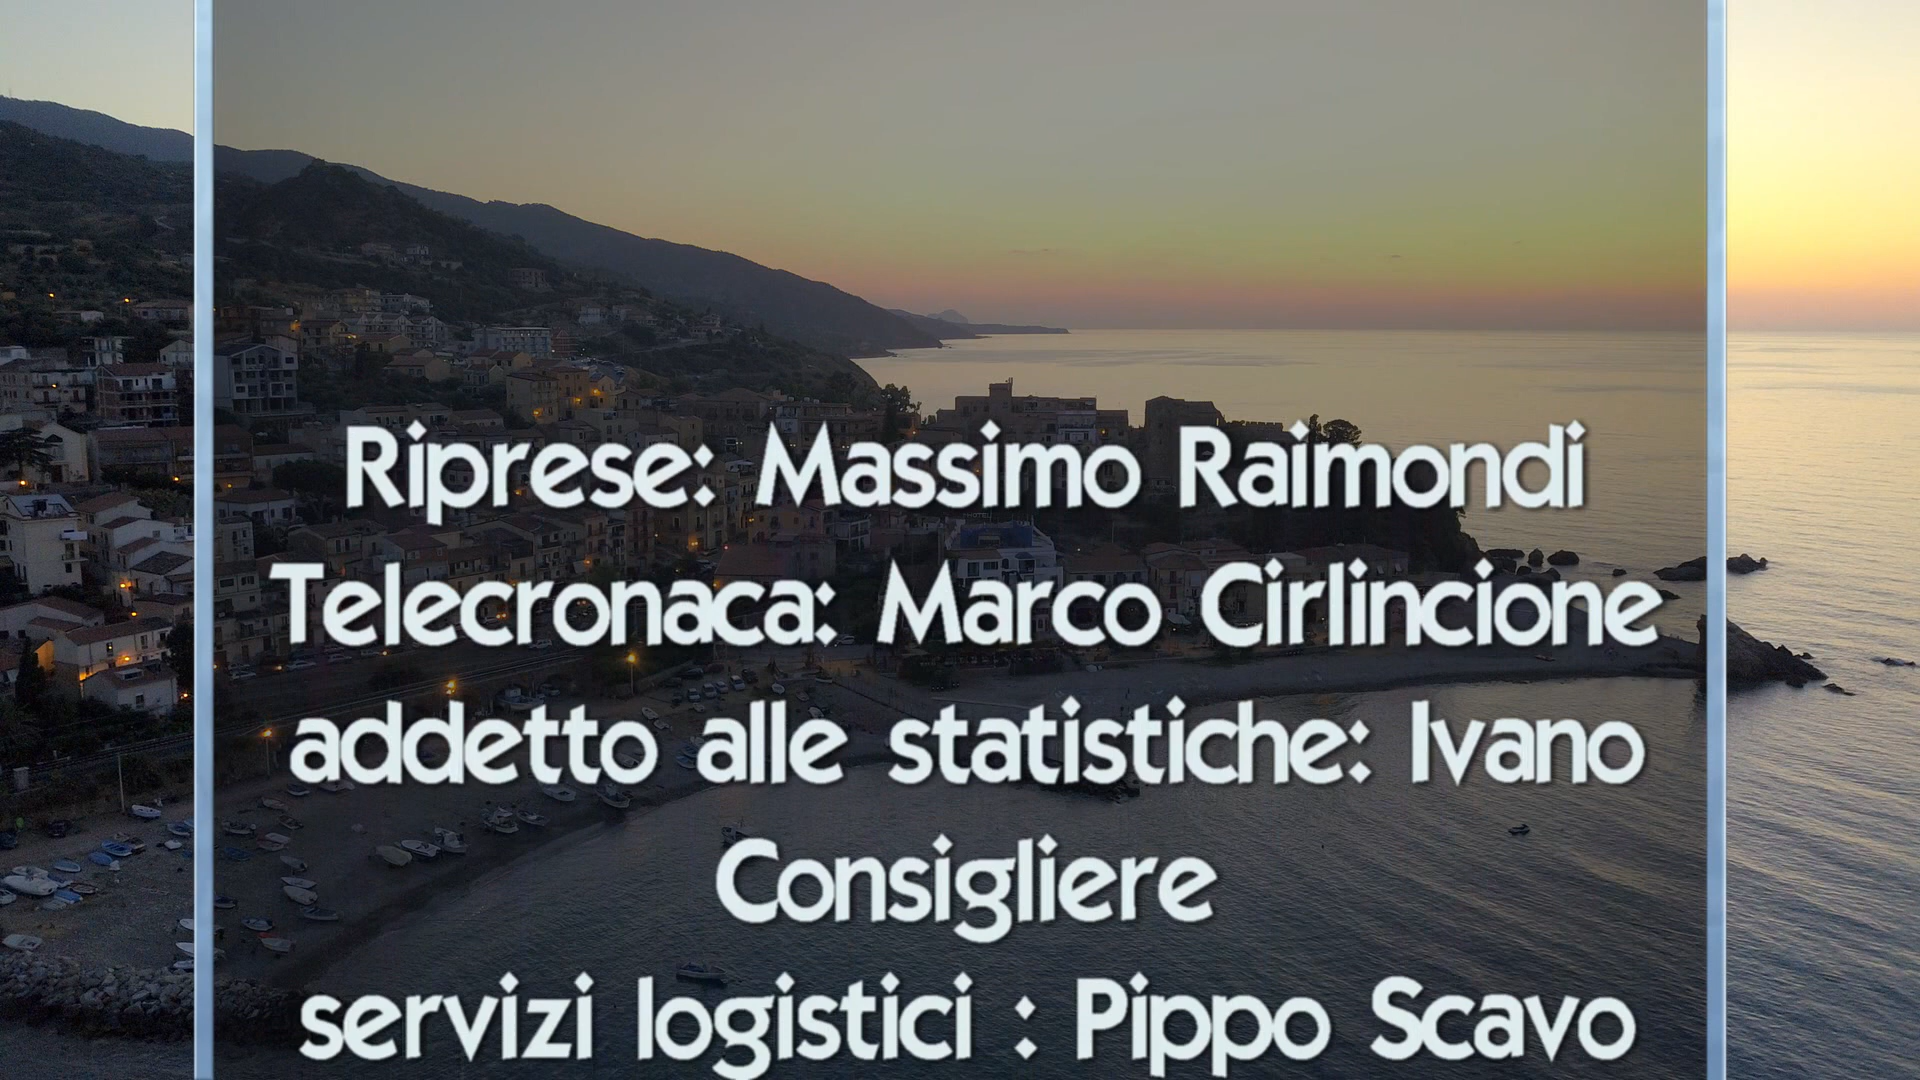 Riprese: Massimo Raimondi
Telecronaca: Marco Cirlincione
addetto alle statistiche: Ivano
Consigliere
servizi logistici : Pippo Scavo